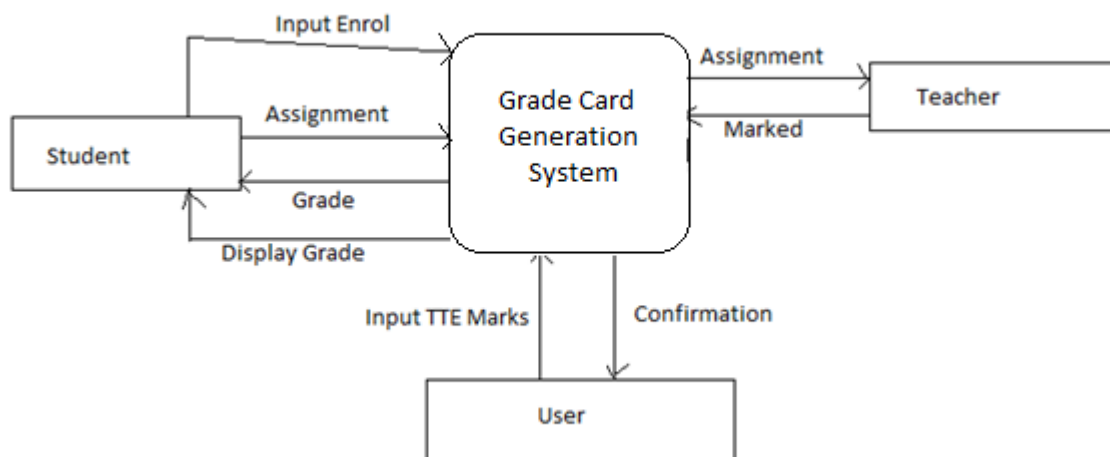 Input Enrol
Assignment
Student
Grade
Display Grade
Grade Card
Generation
System
Assignment
Teacher
Marked
Input TTE Marks
Confirmation
User